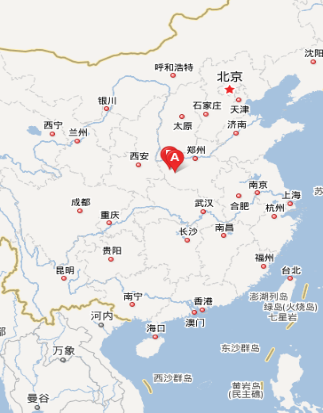 沈阳
呼和浩特
北京
银川
天津
石家庄
太原
西宁
济南
兰州
A
郑州
西安
南京
成都
上海
合肥
武汉
杭州
重庆
南昌
长沙
贵阳
福州
昆明
台北
南宁
澎湖列岛
香港
绿岛(火烧岛)
河内
七星岩
澳门
海口
东沙群岛
万象
西沙群岛
黄岩岛
(民主礁)
曼谷